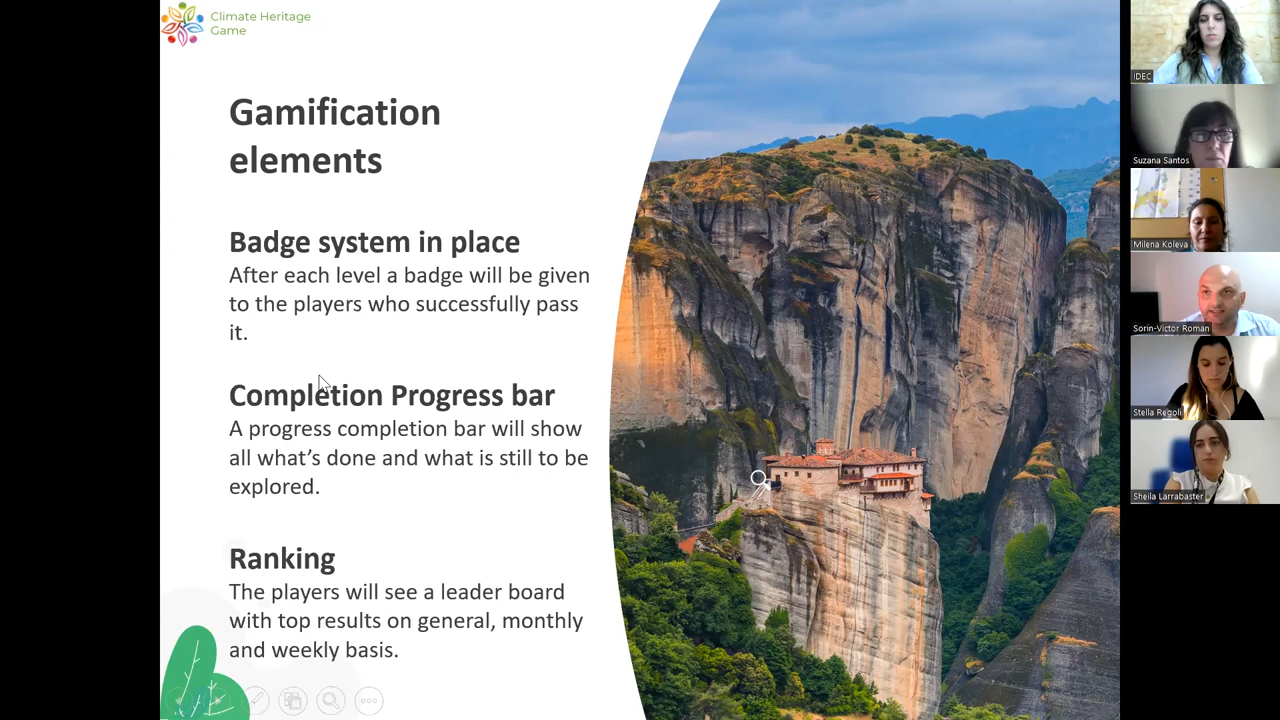 Climate Heritage
Game
Gamification
elements
Badge system in place
After each level a badge will be given
to the players who successfully pass
it.
Completion Progress bar
A progress completion bar will show
all what’s done and what is still to be
explored.
Ranking
The players will see a leader board
with top results on general, monthly
and weekly basis.
IDEC
Suzana Santos
Milena Koleva
Sorin-Victor Roman
Stella Regoli
Sheila Larrabaster